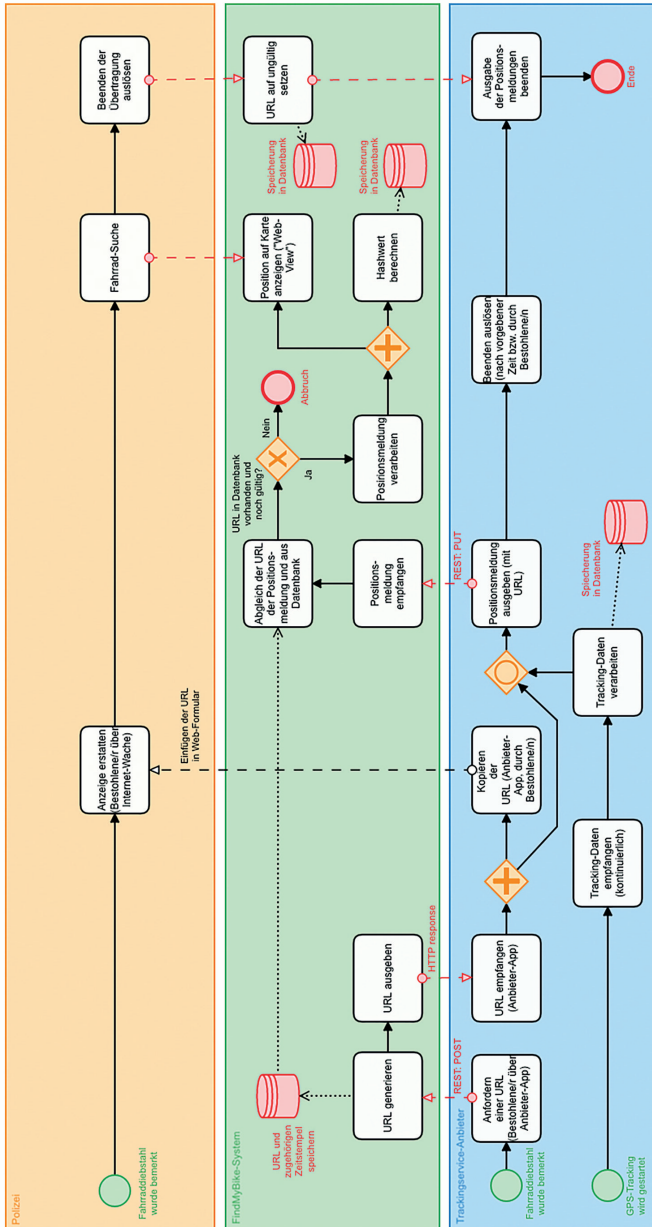 Polizei
Fahrraddiebstahl
wurde bemerkt
Anzeige erstatten
(Bestohlene/r über
Internet-Wache)
Einfügen der URL
in Web-Formular
Fahrrad-Suche
Beenden der
Übertragung
auslösen
FindMyBike-System
URL und
zugehörigen
Zeitstempel
speichern
URL generieren
URL ausgeben
Abgleich der URL
der Positions-
meldung und aus
Datenbank
Positions-
meldung
empfangen
URL in Datenbank
vorhanden und
noch gültig?
Nein
Ja
Abbruch
Posirionsmeldung
verarbeiten
Position auf Karte
anzeigen ("Web-
View")
Hashwert
berechnen
Speicherung
in Datenbank
URL auf ungültig
setzen
Speicherung
in Datenbank
REST: POST
HTTP response
REST: PUT
Trackingservice-Anbieter
Fahrraddiebstahl
wurde bemerkt
Anfordern
einer URL
(Bestohlene/r über
Anbieter-App)
URL empfangen
(Anbieter-App)
Kopieren
der
URL (Anbieter-
App, durch
Bestohlene/n)
Positionsmeldung
ausgeben (mit
URL)
Beenden auslösen
(nach vorgebener
Zeit bzw. durch
Bestohlene/n
Ausgabe
der Positions-
meldungen
beenden
Ende
GPS-Tracking
wird gestartet
Tracking-Daten
empfangen
(kontinuierlich)
Tracking-Daten
verarbeiten
Spiecherung
in Datenbank